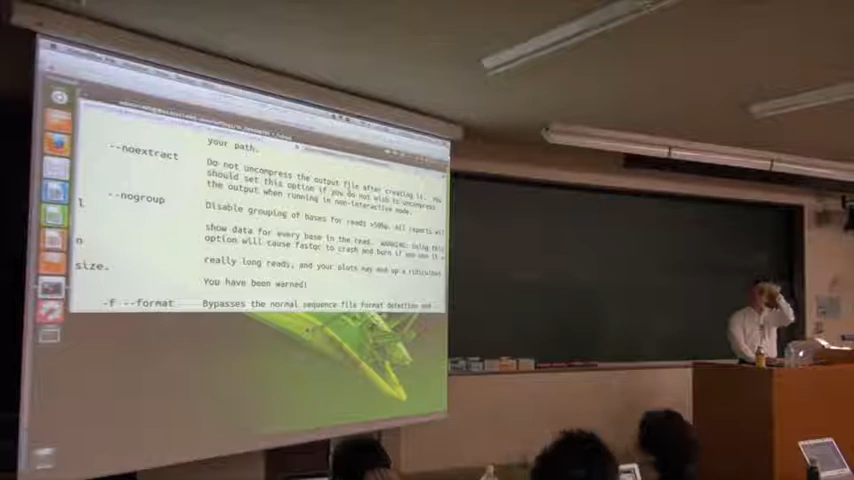 your path.
--noextract
Do not uncompress the output file after creating it. You
should set this option if you do not wish to uncompress
the output when running in non-interactive mode.
--nogroup
Disable grouping of bases for reads >50bp. All reports will
l
show data for every base in the read. WARNING: Using this
option will cause fastqc to crash and burn if you use it o
n
really long reads, and your plots may end up a ridiculous
size.
You have been warned!
-f --format
Bypasses the normal sequence file format detection and